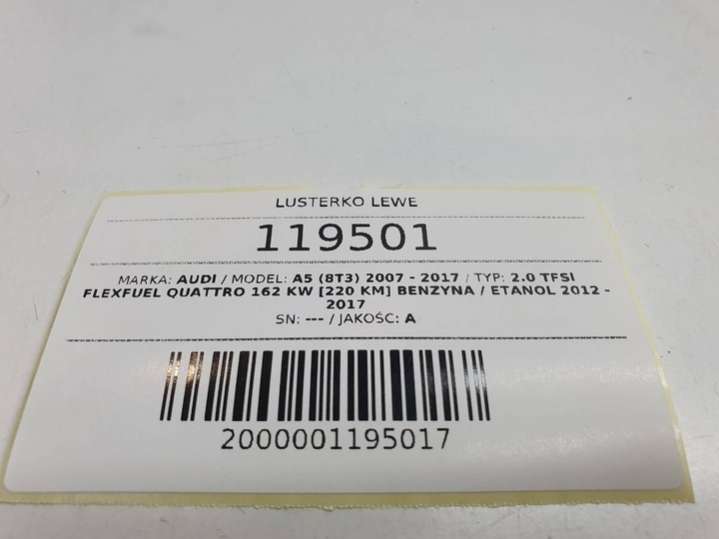 LUSTERKO LEWE
119501
MARKA: AUDI / MODEL: A5 (8T3) 2007 - 2017 / TYP: 2.0 TFSI
FLEXFUEL QUATTRO 162 KW [220 KM] BENZYNA / ETANOL 2012 -
2017
SN: --- / JAKOŚĆ: A
2000001195017